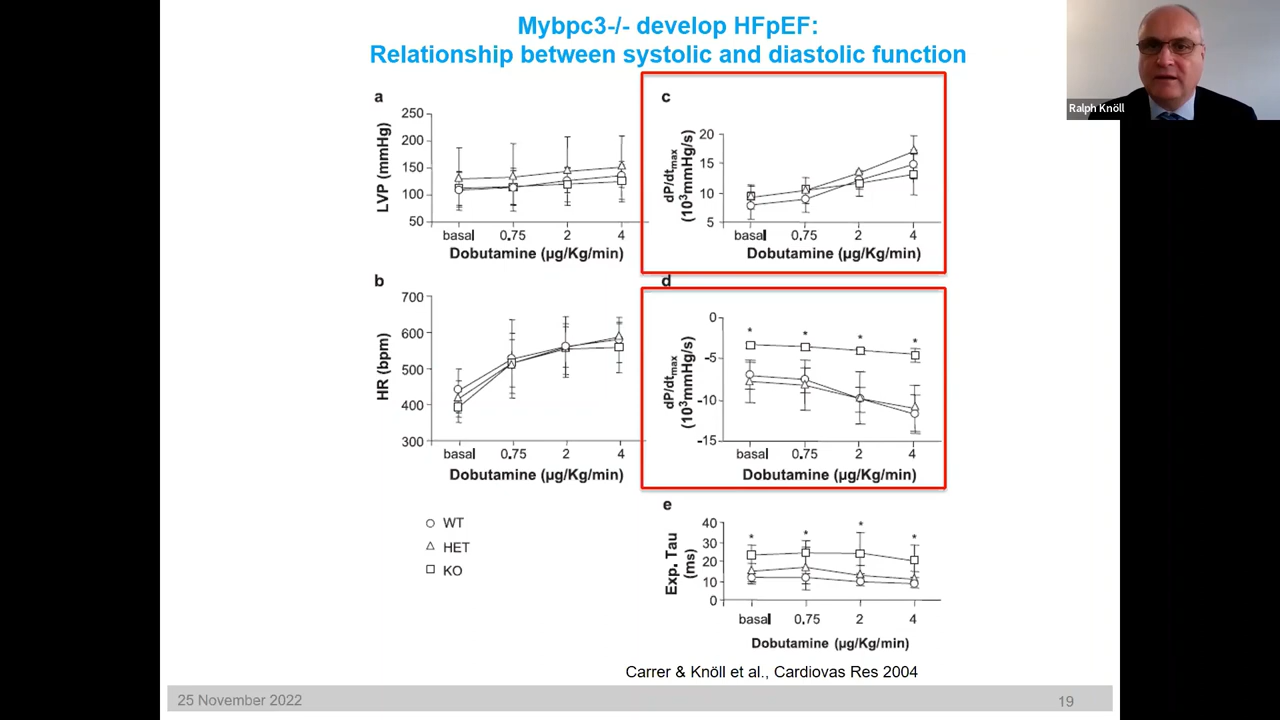 Mybpc3-/- develop HFpEF:
Relationship between systolic and diastolic function
Ralph Knöll
a
LVP (mmHg)
250
200
150
100
50
basal 0.75 2 4
Dobutamine (µg/Kg/min)
c
dP/dtmax
(10³mmHg/s)
20
15
10
5
basal 0.75 2 4
Dobutamine (µg/Kg/min)
b
HR (bpm)
700
600
500
400
300
basal 0.75 2 4
Dobutamine (µg/Kg/min)
d
dP/dtmax
(10³mmHg/s)
0
-5
-10
-15
* * * *
basal 0.75 2 4
Dobutamine (µg/Kg/min)
WT
HET
KO
e
Exp, Tau
(ms)
40
30
20
10
0
* * * *
basal 0.75 2 4
Dobutamine (µg/Kg/min)
Carrer & Knöll et al., Cardiovas Res 2004
25 November 2022
19